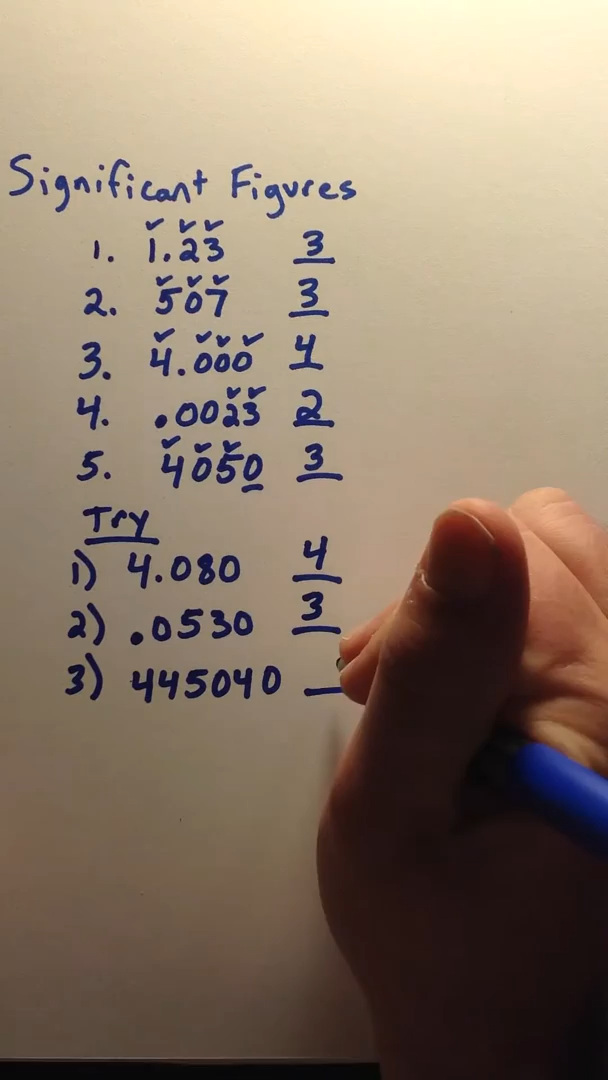 Significant Figures
1. 1.23 3
2. 507 3
3. 4.000 4
4. .0023 2
5. 4050 3
Try
1) 4.080 4
2) .0530 3
3) 445040